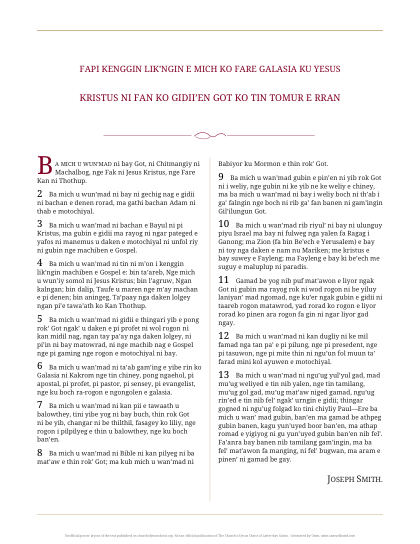 FAPI KENGGIN LIK'NGIN E MICH KO FARE GALASIA KU YESUS
KRISTUS NI FAN KO GIDII'EN GOT KO TIN TOMUR E RRAN
BA MICH U WUN'MAD ni bay Got, ni Chitmangiy ni
Machalbog, nge Fak ni Jesus Kristus, nge Fare
Kan ni Thothup.
2 Ba mich u wun'mad ni bay ni gechig nag e gidii
ni bachan e denen rorad, ma gathi bachan Adam ni
thab e motochiyal.
3 Ba mich u wan'mad ni bachan e Bayul ni pi
Kristus, ma gubin e gidii ma rayog ni ngar pateged e
yafos ni manemus u daken e motochiyal ni unfol riy
ni gubin nge machiben e Gospel.
4 Ba mich u wan'mad ni tin ni m'on i kenggin
lik'ngin machiben e Gospel e: bin ta'areb, Nge mich
u wun'iy somol ni Jesus Kristus; bin l'agruw, Ngan
kalngan; bin dalip, Taufe u maren nge m'ay machan
e pi denen; bin aningeg, Ta'paay nga daken lolgey
ngan pi'e tawa'ath ko Kan Thothup.
5 Ba mich u wan'mad ni gidii e thingari yib e pong
rok' Got ngak' u daken e pi profet ni wol rogon ni
kan midil nag, ngan tay pa'ay nga daken lolgey, ni
pi'in ni bay matowrad, ni nge machib nag e Gospel
nge pi gaming nge rogon e motochiyal ni bay.
6 Ba mich u wan'mad ni ta'ab gam'ing e yibe rin ko
Galasia ni Kakrom nge tin chiney, pong ngaehol, pi
apostal, pi profet, pi pastor, pi sensey, pi evangelist,
nge ku boch ra-rogon e ngongolen e galasia.
7 Ba mich u wan'mad ni kan pii e tawaath u
balowthey, tini yibe yog ni bay buch, thin rok Got
ni be yib, changar ni be thilthil, fasagey ko liliy, nge
rogon i pilpilyeg e thin u balowthey, nge ku boch
ban'en.
8 Ba mich u wan'mad ni Bible ni kan pilyeg ni ba
mat'aw e thin rok' Got; ma kub mich u wan'mad ni
Babiyor ku Mormon e thin rok' Got.
9 Ba mich u wan'mad gubin e pin'en ni yib rok Got
ni i weliy, nge gubin ni ke yib ne ke weliy e chiney,
ma ba mich u wan'mad ni bay i weliy boch ni th'ab i
ga' falngin nge boch ni rib ga' fan banen ni gam'ingin
Gil'ilungun Got.
10 Ba mich u wan'mad rib riyul' ni bay ni ulunguy
piyu Israel ma bay ni fulweg nga yalen fa Ragag i
Ganong; ma Zion (fa bin Be'ech e Yerusalem) e bay
ni toy nga daken ni marrow; ma Kristus e bay nge
bay suwey e Fayleng; ma Fayleng e bay ki be'ech me
suguy e maluplup ni paradis.
11 Gamad be yog nib puf mat'awon e liyor ngak
Got ni gubin ma rayog rok ni wod rogon ni be yiluy
laniyan' nad ngomad, nge ku'er ngak gubin e gidii ni
taareb rogon matawrad, yad rorad ko rogon e liyor
rorad ko pinen ara rogon fa gin ni ngar liyor gad
ngay.
12 Ba mich u wan'mad ni kan dugliy ni ke mil
famad nga tan pa' e pi pilung, nge pi president, nge
pi tasuwon, nge pi mite thin ni ngu'un fol muun ta'
farad mini kol ayuwen e motochiyal.
13 Ba mich u wan'mad ni ngu'ug yul'yul gad, mad
mu'ug weliyed e tin nib yalen, nge tin tamilang,
mu'ug gol gad, mu'ug mat'aw niged gamad, ngu'ug
rin'ed e tin nib fel' ngak' urngin e gidii; thingar
gogned ni ngu'ug folgad ko tini chiyliy Paul—Ere ba
mich u wan' mad gubin, ban'en ma gamad be athpeg
gubin banen, kagu yun'uyed boor ban'en, ma athap
romad e yigiyog ni gu yun'uyed gubin ban'en nib fel'.
Fa'anra bay banen nib tamilang gam'ingin, ma ba
fel' mat'awon fa manging, ni fel' bugwan, ma aram e
pinen' ni gamad be gay.
JOSEPH SMITH.